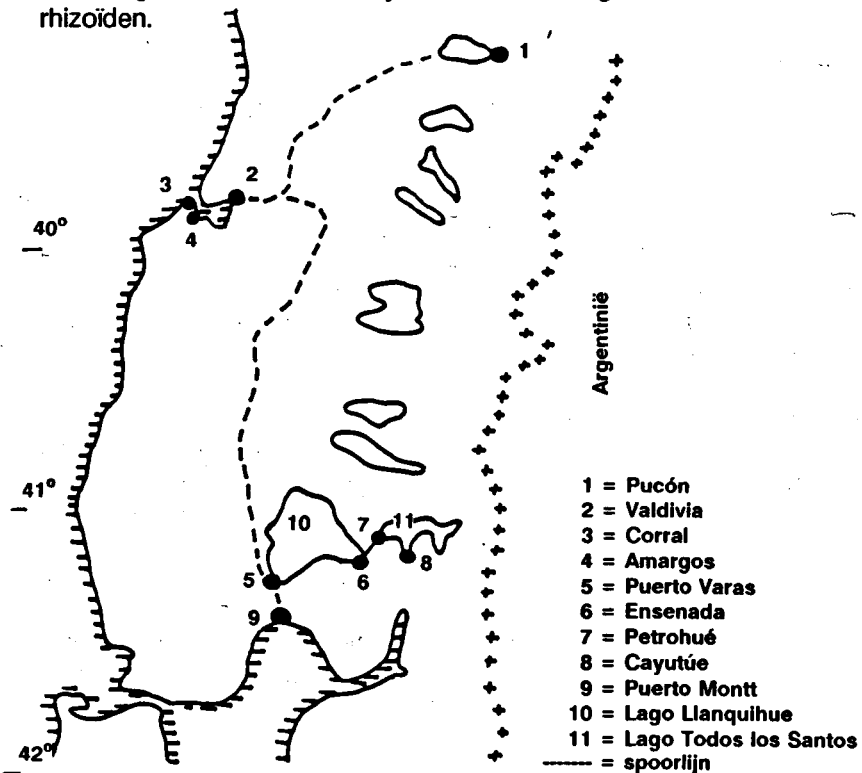 rhizoïden.
1
2
3
4
40°
Argentinië
41°
10
7
11
8
6
5
9
42°
1 = Pucón
2 = Valdivia
3 = Corral
4 = Amargos
5 = Puerto Varas
6 = Ensenada
7 = Petrohué
8 = Cayutúe
9 = Puerto Montt
10 = Lago Llanquihue
11 = Lago Todos los Santos
------ = spoorlijn